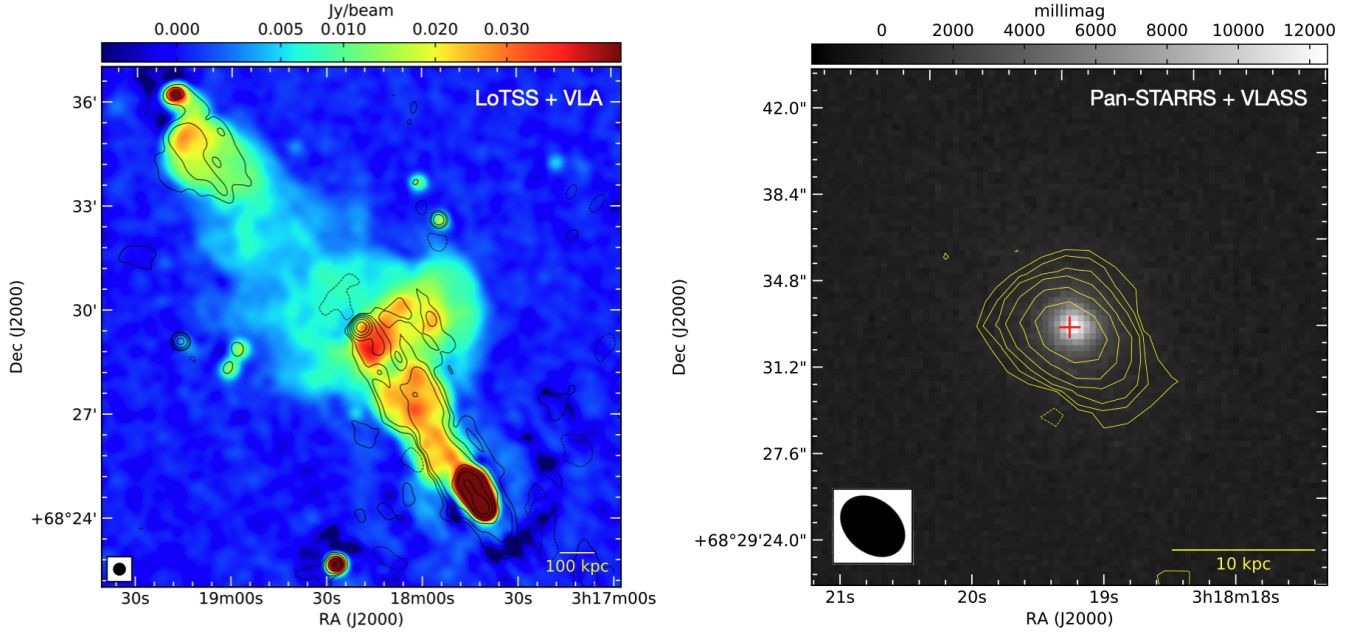 Jy/beam
0.000 0.005 0.010 0.020 0.030
LoTSS + VLA
36'
33'
30'
27'
+68°24'
Dec (J2000)
100 kpc
30s 19m00s 30s 18m00s 30s 3h17m00s
RA (J2000)
millimag
0 2000 4000 6000 8000 10000 12000
Pan-STARRS + VLASS
42.0"
38.4"
34.8"
31.2"
27.6"
+68°29'24.0"
Dec (J2000)
10 kpc
21s 20s 19s 3h18m18s
RA (J2000)